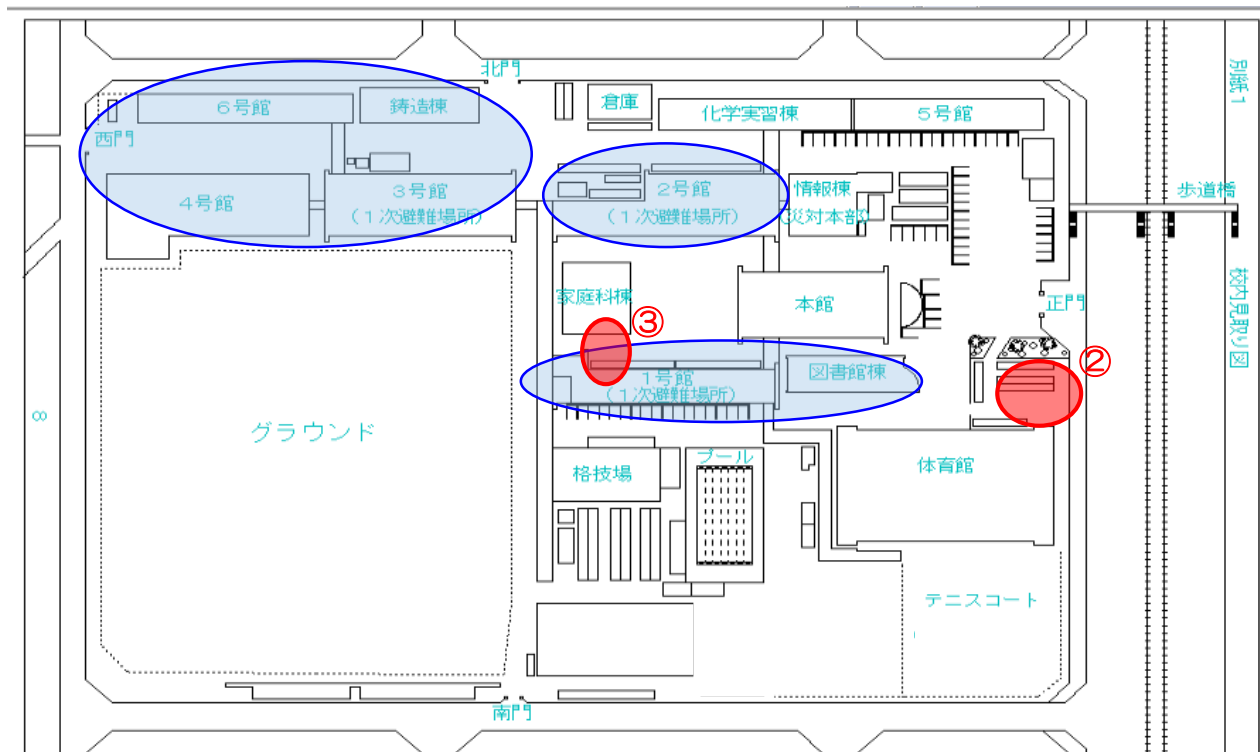 北門
別紙1
6号館
鋳造棟
倉庫
化学実習棟
5号館
西門
4号館
3号館
(1次避難場所)
2号館
(1次避難場所)
情報棟
(災対本部)
歩道橋
家庭科棟
本館
正門
校内見取り図
③
②
1号館
(1次避難場所)
図書館棟
グラウンド
格技場
プール
体育館
テニスコート
南門
8